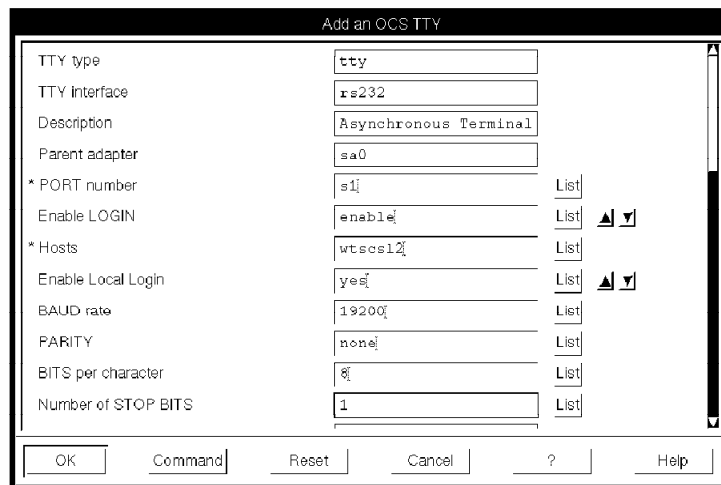 Add an OCS TTY
TTY type tty
TTY interface rs232
Description Asynchronous Terminal
Parent adapter sa0
* PORT number s1 List
Enable LOGIN enable List
* Hosts wtscsl2 List
Enable Local Login yes List
BAUD rate 19200 List
PARITY none List
BITS per character 8 List
Number of STOP BITS 1 List
OK Command Reset Cancel ? Help